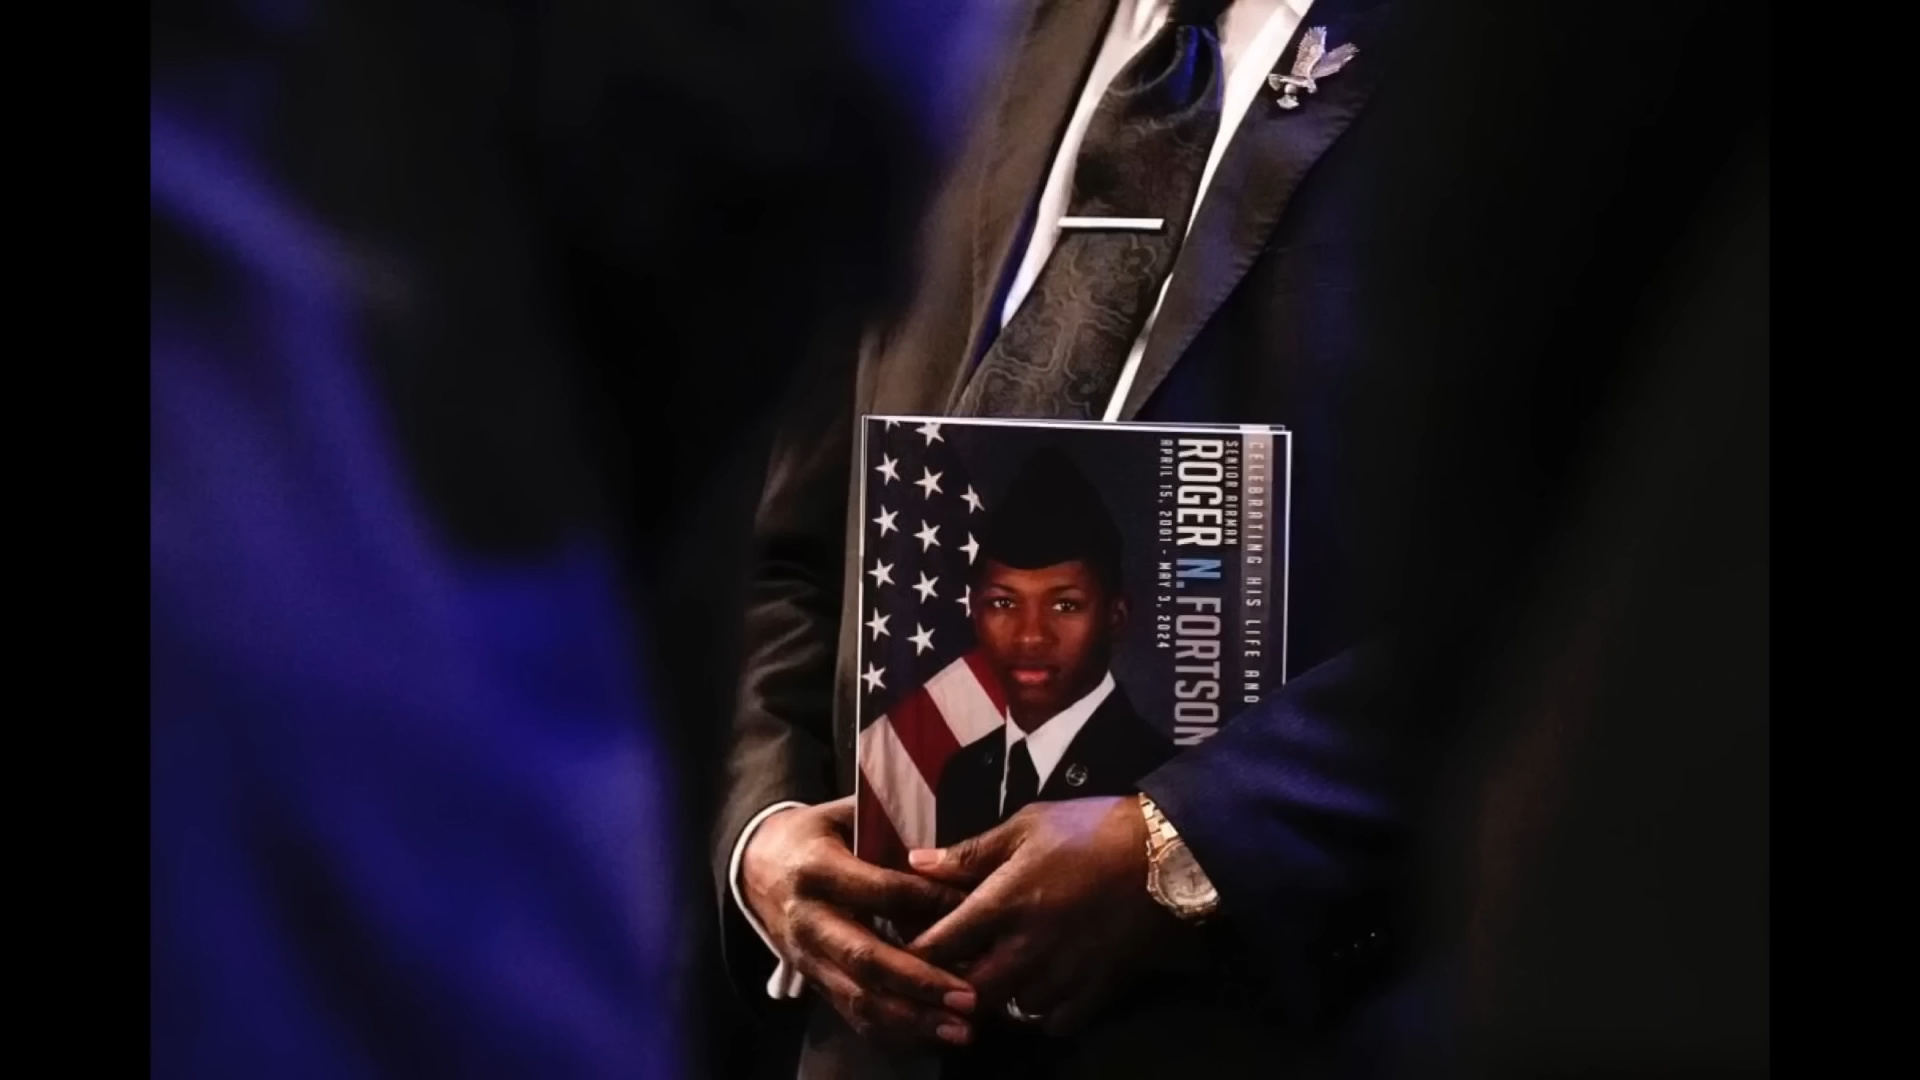 CELEBRATING HIS LIFE AND
SENIOR AIRMAN
ROGER N. FORTSON
APRIL 15, 2001 - MAY 3, 2024